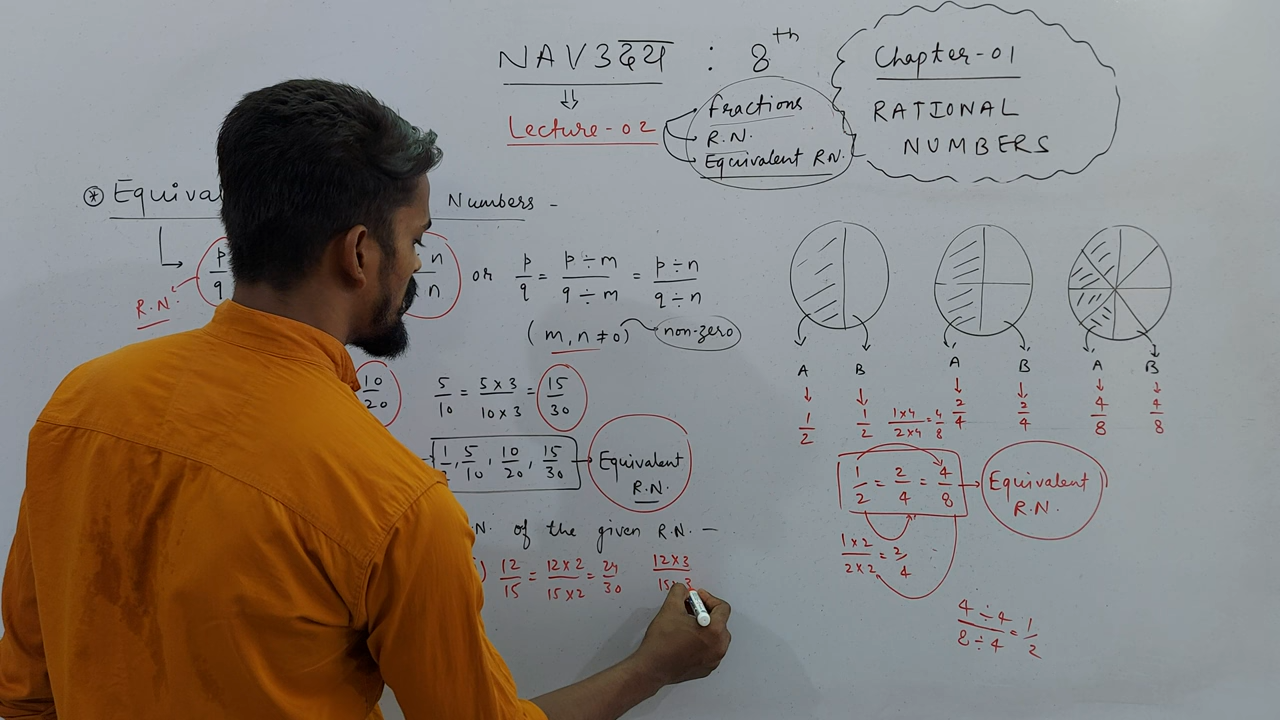 NAV3દય : 8th
⇓
Lecture-02
Fractions
R.N.
Equivalent R.N.
Chapter-01
RATIONAL
NUMBERS
⊛ Equiva Numbers -
R.N.
p/q n/n or p/q = p÷m/q÷m = p÷n/q÷n
(m, n ≠ 0) non-zero
10/20 5/10 = 5×3/10×3 = 15/30
5/10, 10/20, 15/30 → Equivalent R.N.
.N. of the given R.N. —
) 12/15 = 12×2/15×2 = 24/30 12×3/15×3
A B A B A B
1/2 1/2 2/4 2/4 4/8 4/8
1×4/2×4 = 4/8
1/2 = 2/4 = 4/8 → Equivalent R.N.
1×2/2×2 = 2/4
4÷4/8÷4 = 1/2